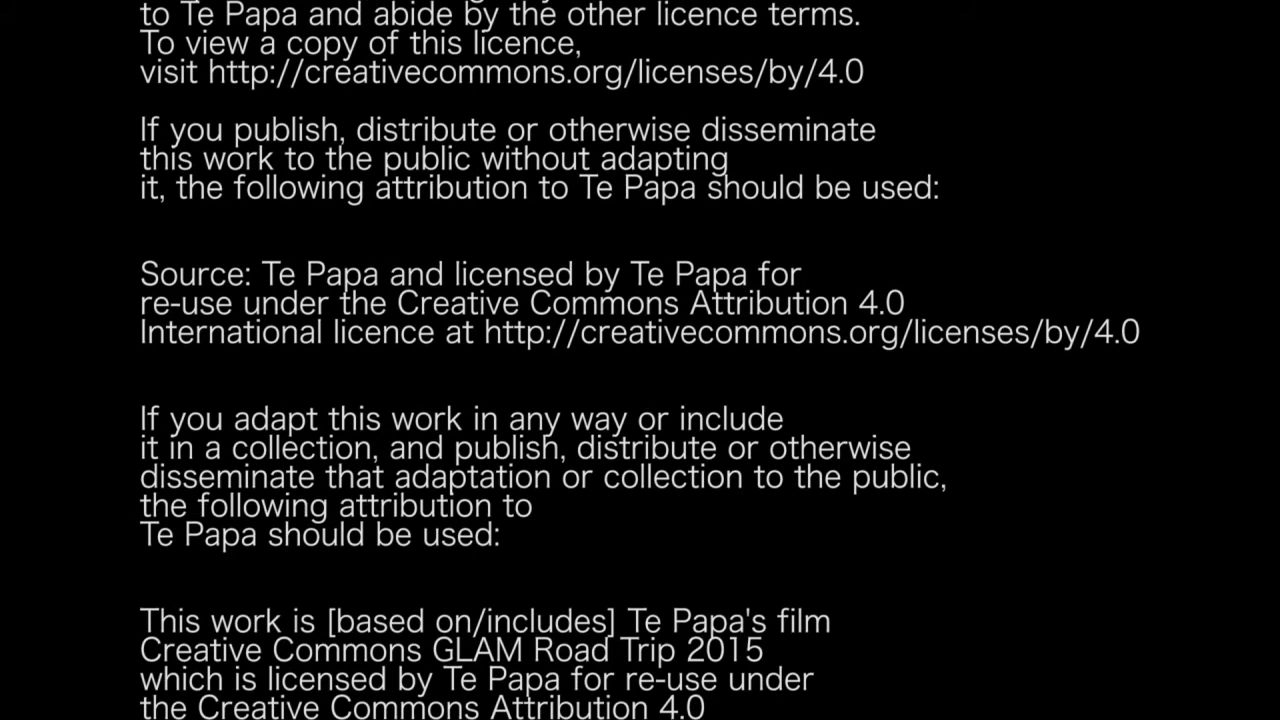 to Te Papa and abide by the other licence terms.
To view a copy of this licence,
visit http://creativecommons.org/licenses/by/4.0
If you publish, distribute or otherwise disseminate
this work to the public without adapting
it, the following attribution to Te Papa should be used:
Source: Te Papa and licensed by Te Papa for
re-use under the Creative Commons Attribution 4.0
International licence at http://creativecommons.org/licenses/by/4.0
If you adapt this work in any way or include
it in a collection, and publish, distribute or otherwise
disseminate that adaptation or collection to the public,
the following attribution to
Te Papa should be used:
This work is [based on/includes] Te Papa's film
Creative Commons GLAM Road Trip 2015
which is licensed by Te Papa for re-use under
the Creative Commons Attribution 4.0